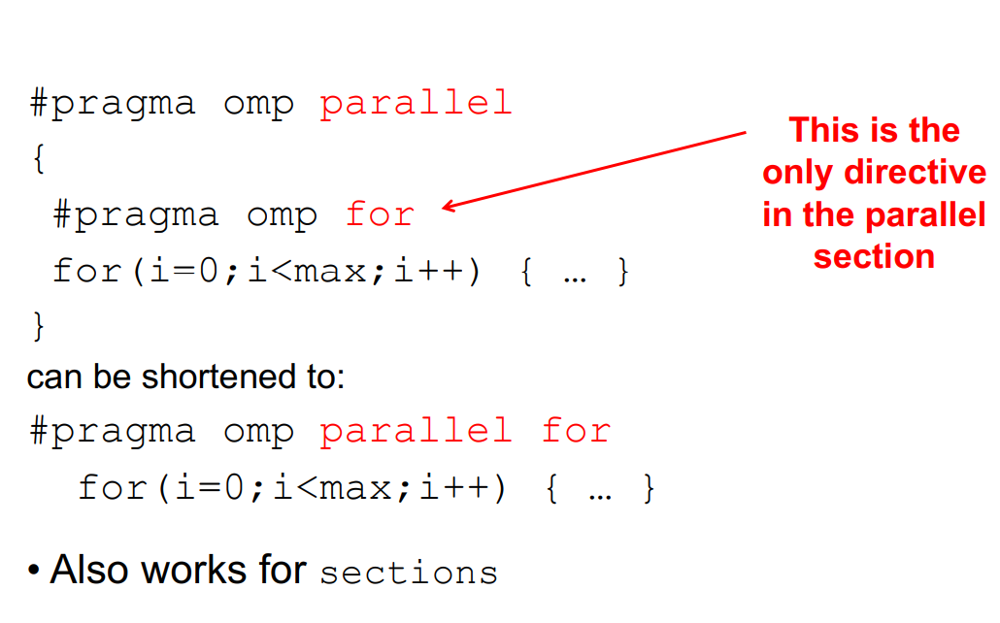 #pragma omp parallel
{
#pragma omp for
for(i=0;i<max;i++) { … }
}
This is the
only directive
in the parallel
section
can be shortened to:
#pragma omp parallel for
for(i=0;i<max;i++) { … }
• Also works for sections